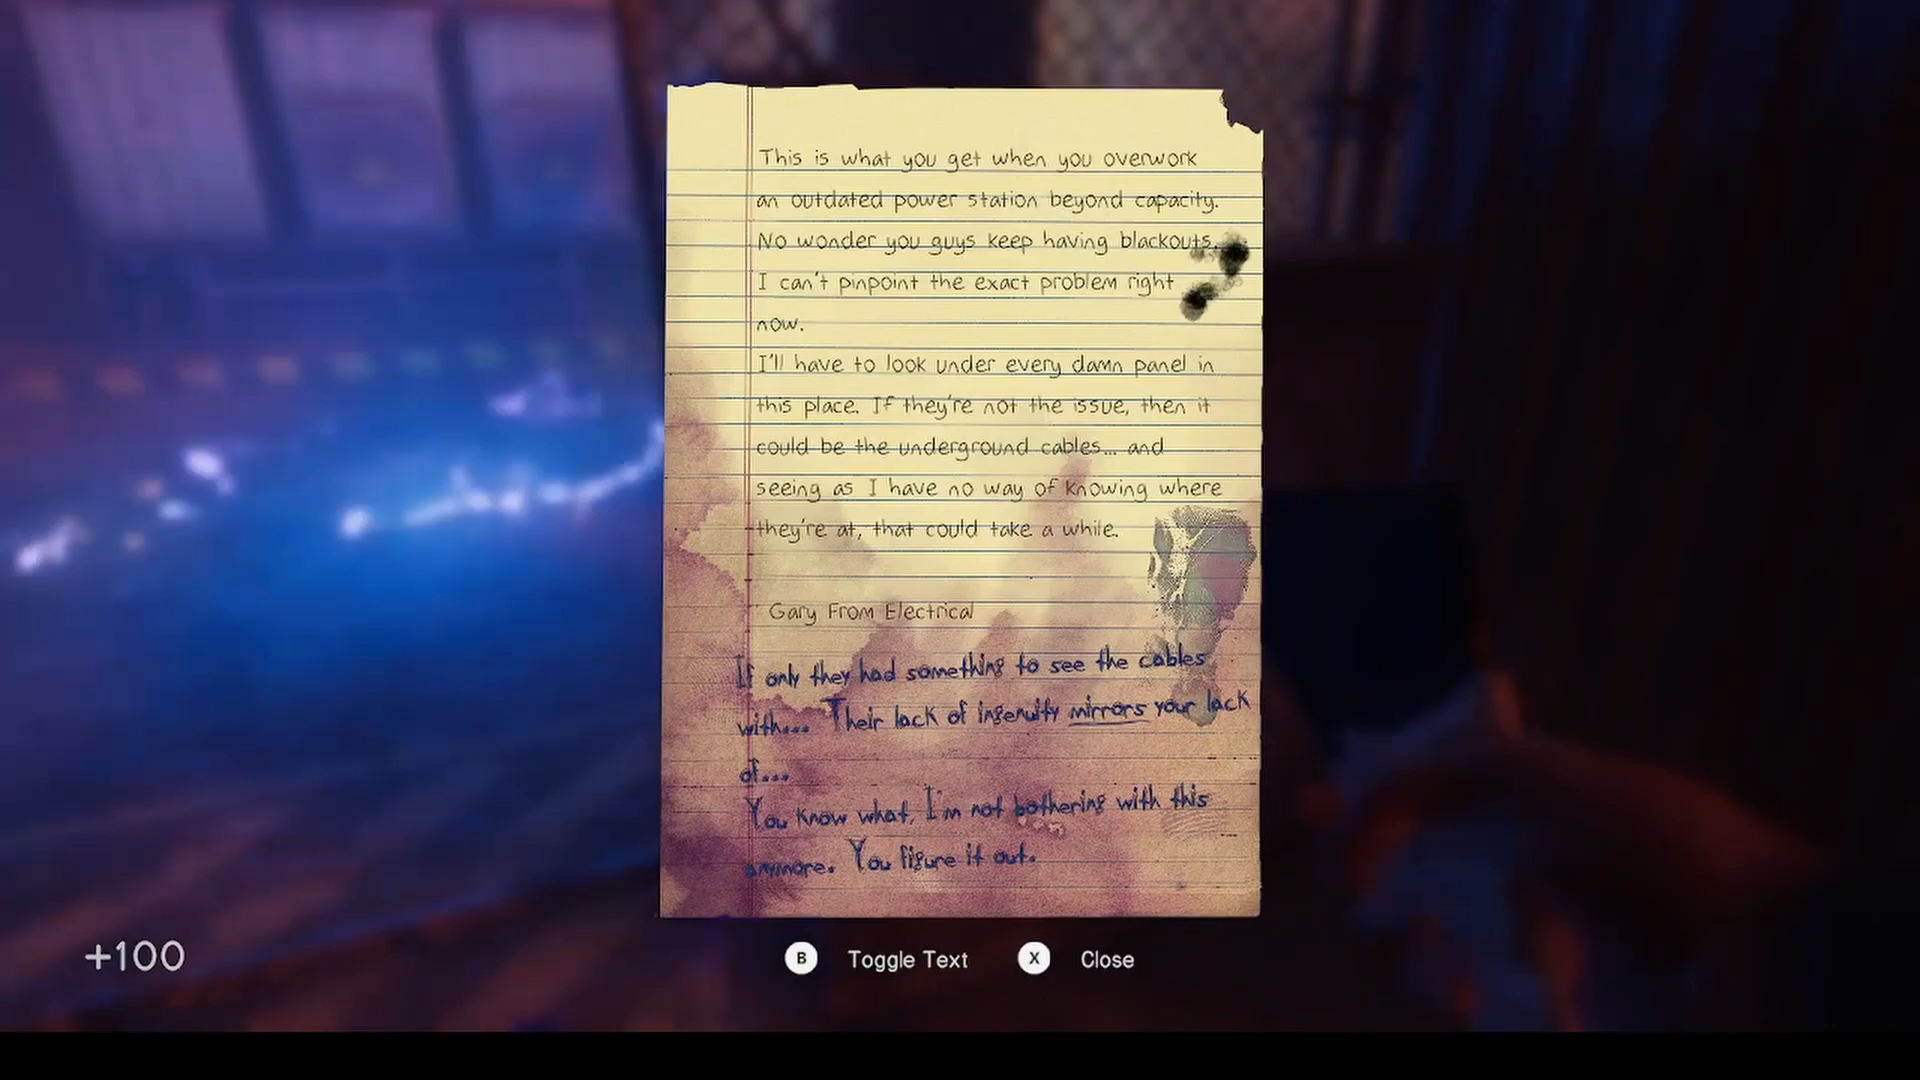 This is what you get when you overwork
an outdated power station beyond capacity.
No wonder you guys keep having blackouts.
I can't pinpoint the exact problem right
now.
I'll have to look under every damn panel in
this place. If they're not the issue, then it
could be the underground cables... and
seeing as I have no way of knowing where
they're at, that could take a while.
Gary From Electrical
If only they had something to see the cables
with... Their lack of ingenuity mirrors your lack
of...
You know what, I'm not bothering with this
anymore. You figure it out.
+100
B Toggle Text X Close